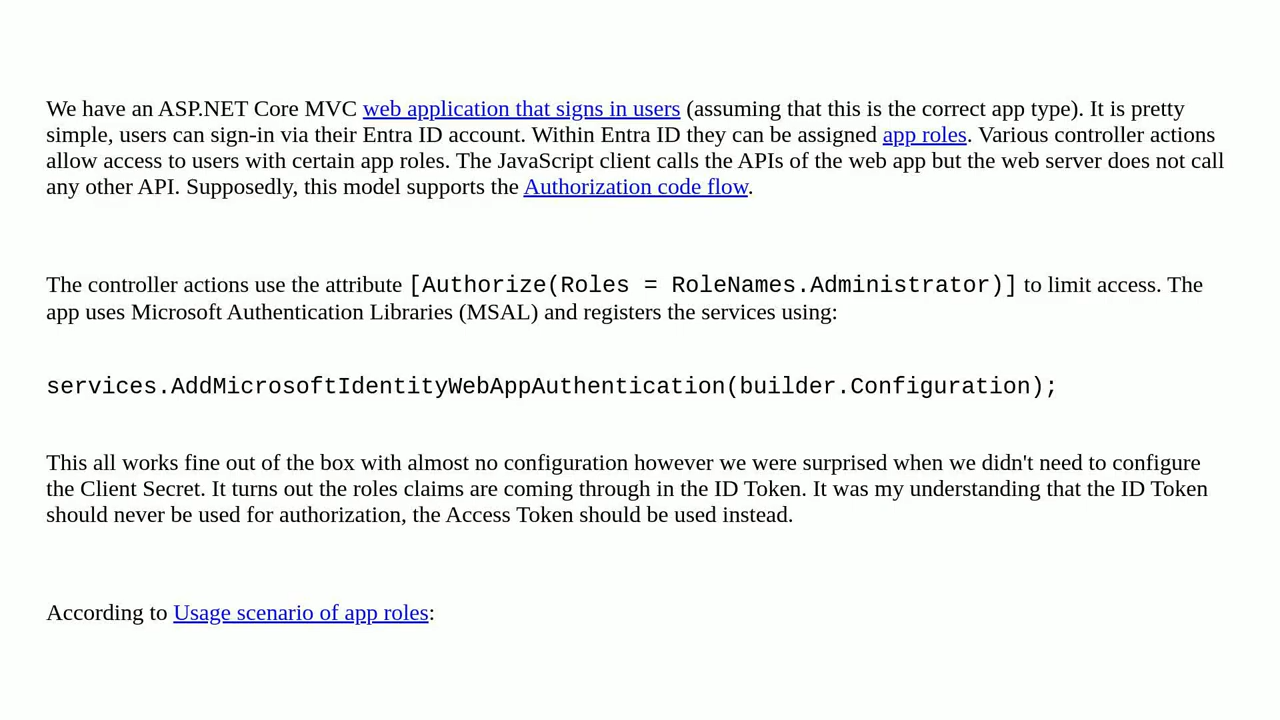 We have an ASP.NET Core MVC web application that signs in users (assuming that this is the correct app type). It is pretty
simple, users can sign-in via their Entra ID account. Within Entra ID they can be assigned app roles. Various controller actions
allow access to users with certain app roles. The JavaScript client calls the APIs of the web app but the web server does not call
any other API. Supposedly, this model supports the Authorization code flow.
The controller actions use the attribute [Authorize(Roles = RoleNames.Administrator)] to limit access. The
app uses Microsoft Authentication Libraries (MSAL) and registers the services using:
services.AddMicrosoftIdentityWebAppAuthentication(builder.Configuration);
This all works fine out of the box with almost no configuration however we were surprised when we didn't need to configure
the Client Secret. It turns out the roles claims are coming through in the ID Token. It was my understanding that the ID Token
should never be used for authorization, the Access Token should be used instead.
According to Usage scenario of app roles: